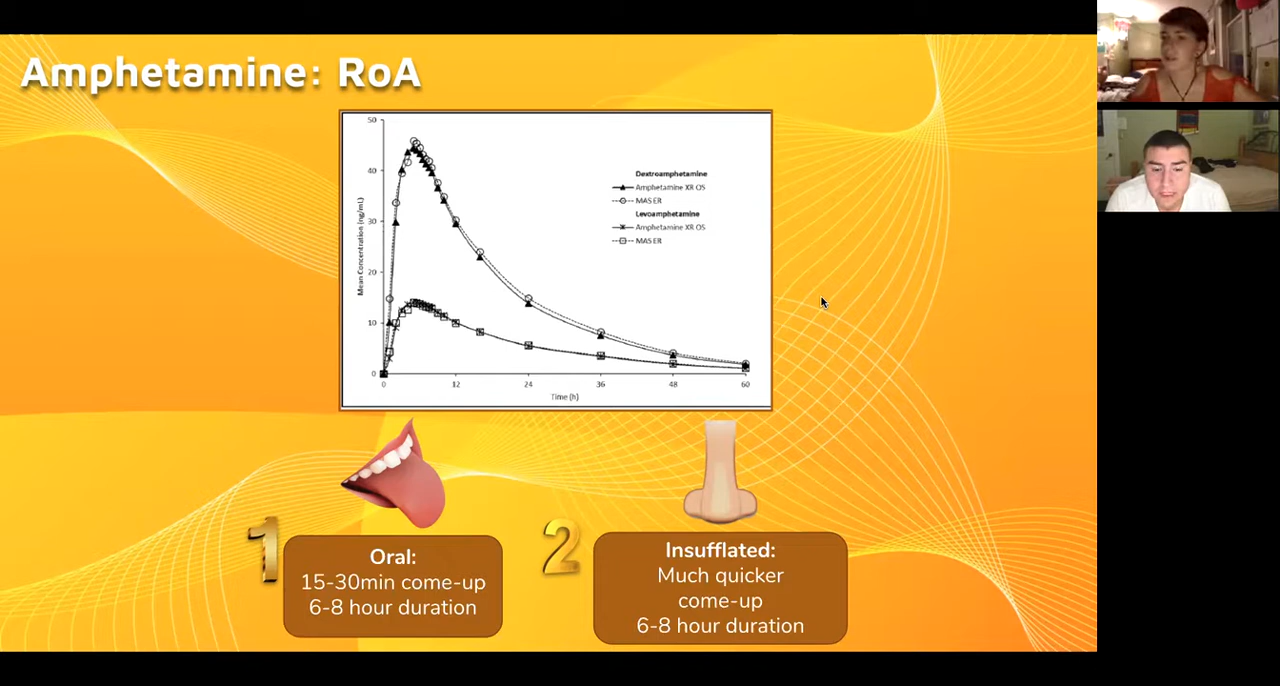 Amphetamine: RoA
50
40
30
20
10
0
Mean Concentration (ng/mL)
Dextroamphetamine
Amphetamine XR OS
MAS ER
Levoamphetamine
Amphetamine XR OS
MAS ER
0 12 24 36 48 60
Time (h)
1
Oral:
15-30min come-up
6-8 hour duration
2
Insufflated:
Much quicker
come-up
6-8 hour duration